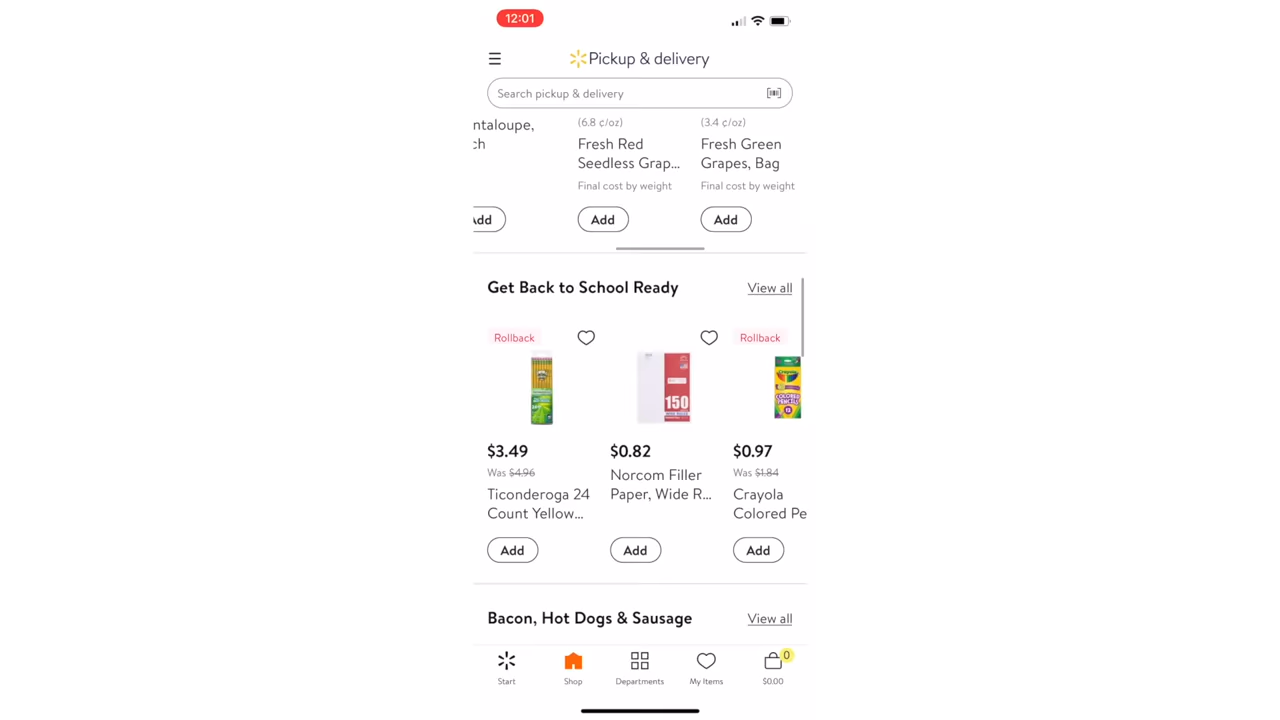 12:01
Pickup & delivery
Search pickup & delivery
ntaloupe,
ch
Add
(6.8 ¢/oz)
Fresh Red
Seedless Grap...
Final cost by weight
Add
(3.4 ¢/oz)
Fresh Green
Grapes, Bag
Final cost by weight
Add
Get Back to School Ready
View all
Rollback
$3.49
Was $4.96
Ticonderoga 24
Count Yellow...
Add
150
$0.82
Norcom Filler
Paper, Wide R...
Add
Rollback
Crayola
COLORED
PENCILS
12
$0.97
Was $1.84
Crayola
Colored Pe
Add
Bacon, Hot Dogs & Sausage
View all
Start
Shop
Departments
My Items
0
$0.00